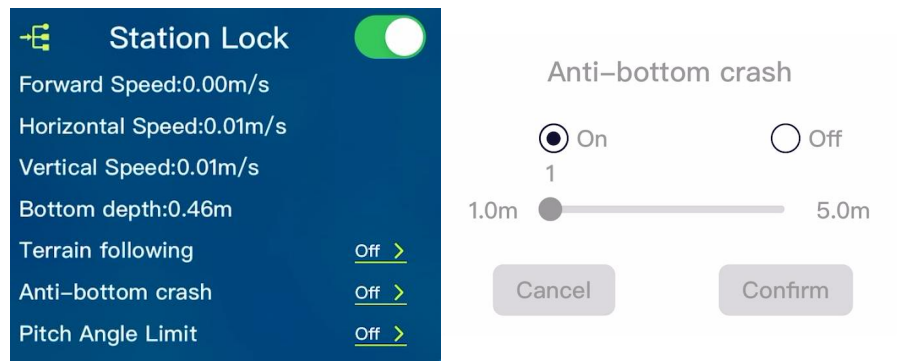 Station Lock
Forward Speed:0.00m/s
Horizontal Speed:0.01m/s
Vertical Speed:0.01m/s
Bottom depth:0.46m
Terrain following Off >
Anti-bottom crash Off >
Pitch Angle Limit Off >
Anti-bottom crash
On Off
1
1.0m 5.0m
Cancel Confirm